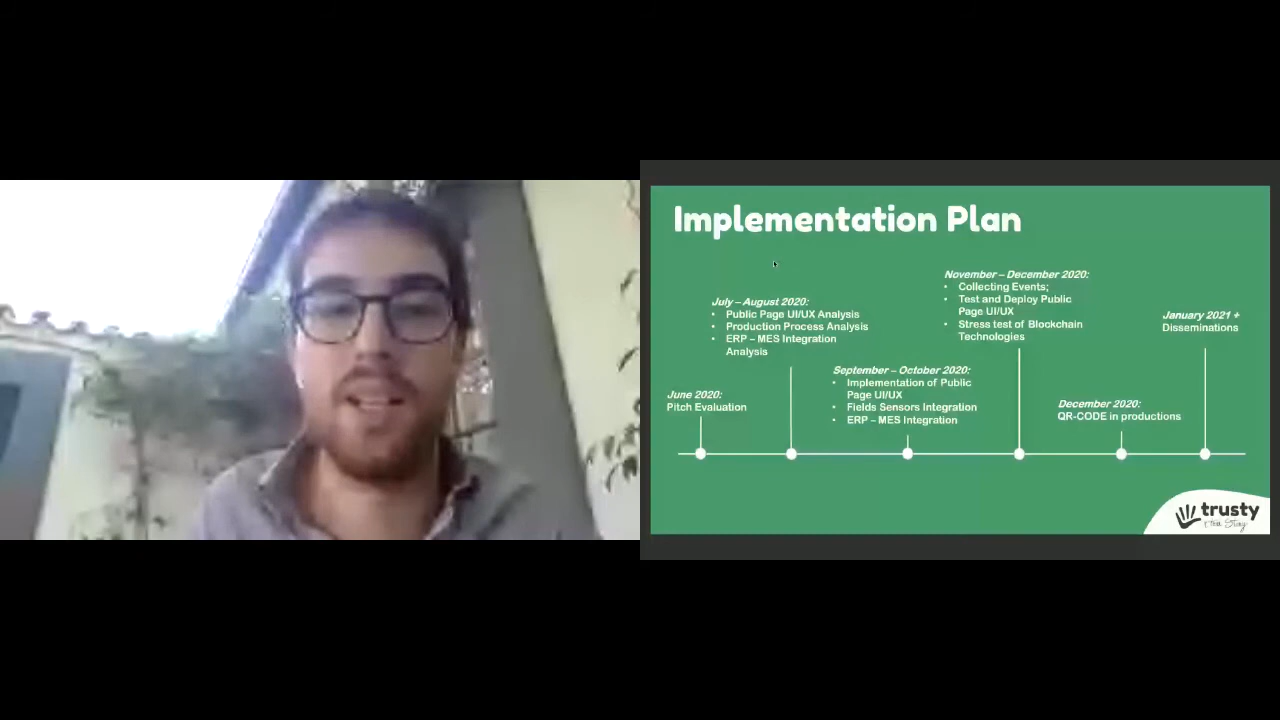 Implementation Plan
July – August 2020:
• Public Page UI/UX Analysis
• Production Process Analysis
• ERP – MES Integration
Analysis
November – December 2020:
• Collecting Events;
• Test and Deploy Public
Page UI/UX
• Stress test of Blockchain
Technologies
January 2021 +
Disseminations
June 2020:
Pitch Evaluation
September – October 2020:
• Implementation of Public
Page UI/UX
• Fields Sensors Integration
• ERP – MES Integration
December 2020:
QR-CODE in productions
trusty